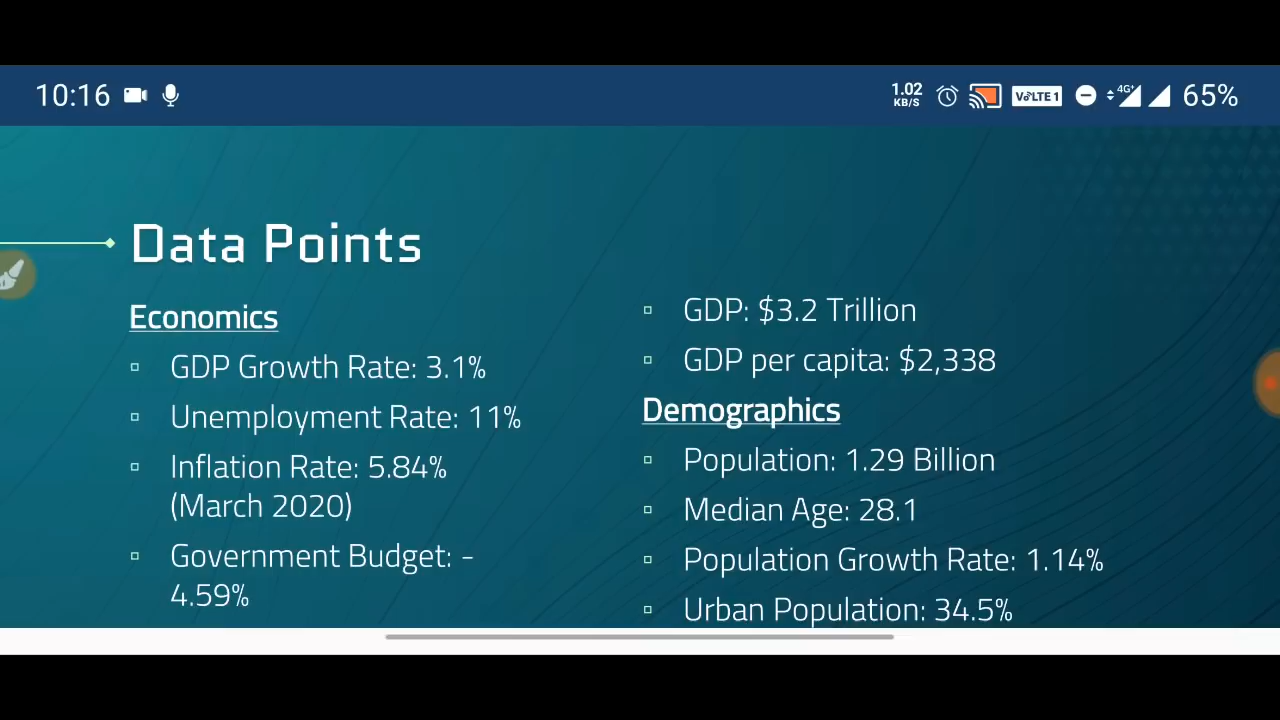 10:16
1.02
KB/S
VoLTE 1
4G+
65%
Data Points
Economics
GDP Growth Rate: 3.1%
Unemployment Rate: 11%
Inflation Rate: 5.84%
(March 2020)
Government Budget: -
4.59%
GDP: $3.2 Trillion
GDP per capita: $2,338
Demographics
Population: 1.29 Billion
Median Age: 28.1
Population Growth Rate: 1.14%
Urban Population: 34.5%